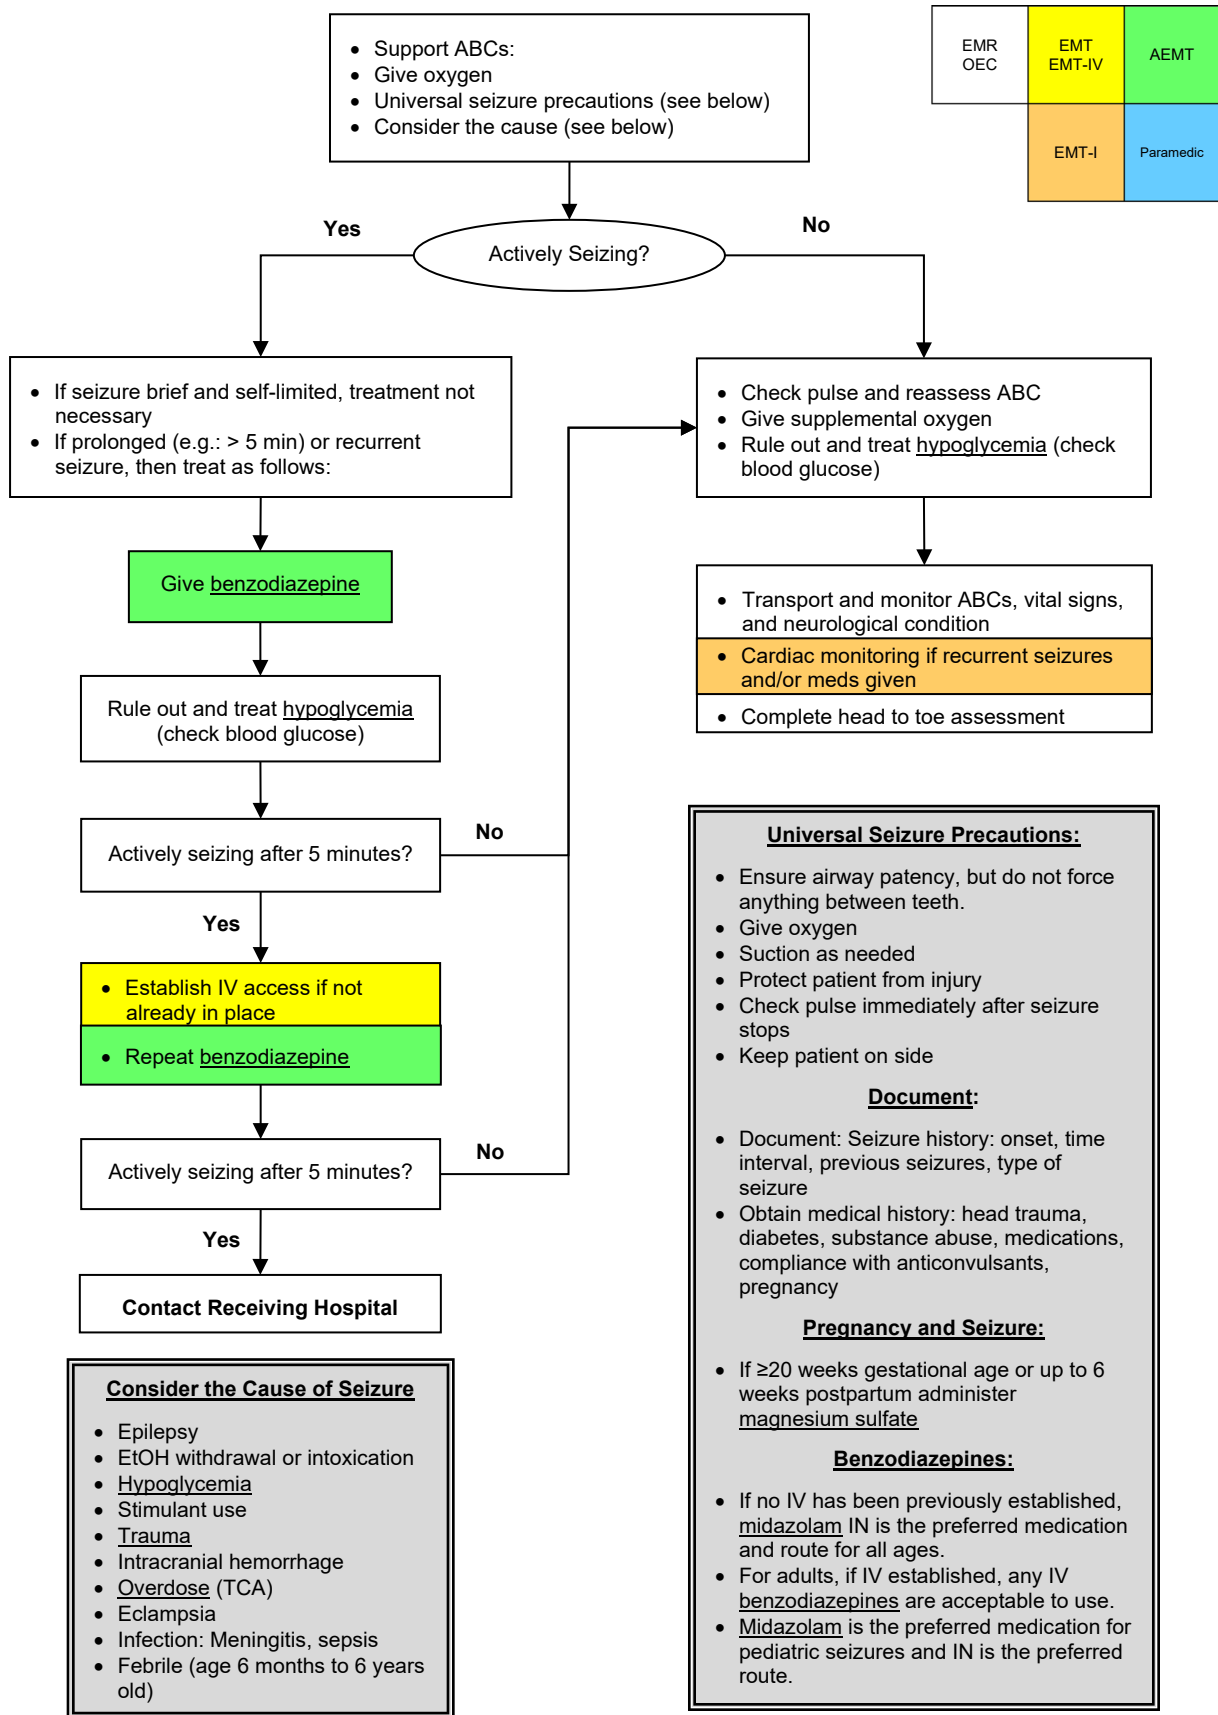 • Support ABCs:
• Give oxygen
• Universal seizure precautions (see below)
• Consider the cause (see below)
EMR
OEC
EMT
EMT-IV
AEMT
EMT-I
Paramedic
Yes
No
Actively Seizing?
• If seizure brief and self-limited, treatment not
necessary
• If prolonged (e.g.: > 5 min) or recurrent
seizure, then treat as follows:
• Check pulse and reassess ABC
• Give supplemental oxygen
• Rule out and treat hypoglycemia (check
blood glucose)
Give benzodiazepine
• Transport and monitor ABCs, vital signs,
and neurological condition
• Cardiac monitoring if recurrent seizures
and/or meds given
• Complete head to toe assessment
Rule out and treat hypoglycemia
(check blood glucose)
Actively seizing after 5 minutes?
No
Yes
• Establish IV access if not
already in place
• Repeat benzodiazepine
Actively seizing after 5 minutes?
No
Yes
Contact Receiving Hospital
Consider the Cause of Seizure
• Epilepsy
• EtOH withdrawal or intoxication
• Hypoglycemia
• Stimulant use
• Trauma
• Intracranial hemorrhage
• Overdose (TCA)
• Eclampsia
• Infection: Meningitis, sepsis
• Febrile (age 6 months to 6 years
old)
Universal Seizure Precautions:
• Ensure airway patency, but do not force
anything between teeth.
• Give oxygen
• Suction as needed
• Protect patient from injury
• Check pulse immediately after seizure
stops
• Keep patient on side
Document:
• Document: Seizure history: onset, time
interval, previous seizures, type of
seizure
• Obtain medical history: head trauma,
diabetes, substance abuse, medications,
compliance with anticonvulsants,
pregnancy
Pregnancy and Seizure:
• If ≥20 weeks gestational age or up to 6
weeks postpartum administer
magnesium sulfate
Benzodiazepines:
• If no IV has been previously established,
midazolam IN is the preferred medication
and route for all ages.
• For adults, if IV established, any IV
benzodiazepines are acceptable to use.
• Midazolam is the preferred medication for
pediatric seizures and IN is the preferred
route.